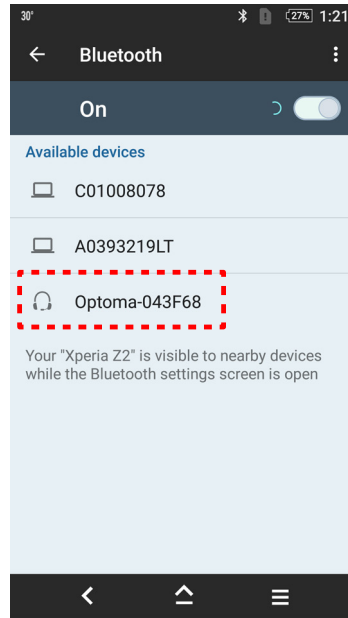 30° 27% 1:21
Bluetooth
On
Available devices
C01008078
A0393219LT
Optoma-043F68
Your "Xperia Z2" is visible to nearby devices
while the Bluetooth settings screen is open